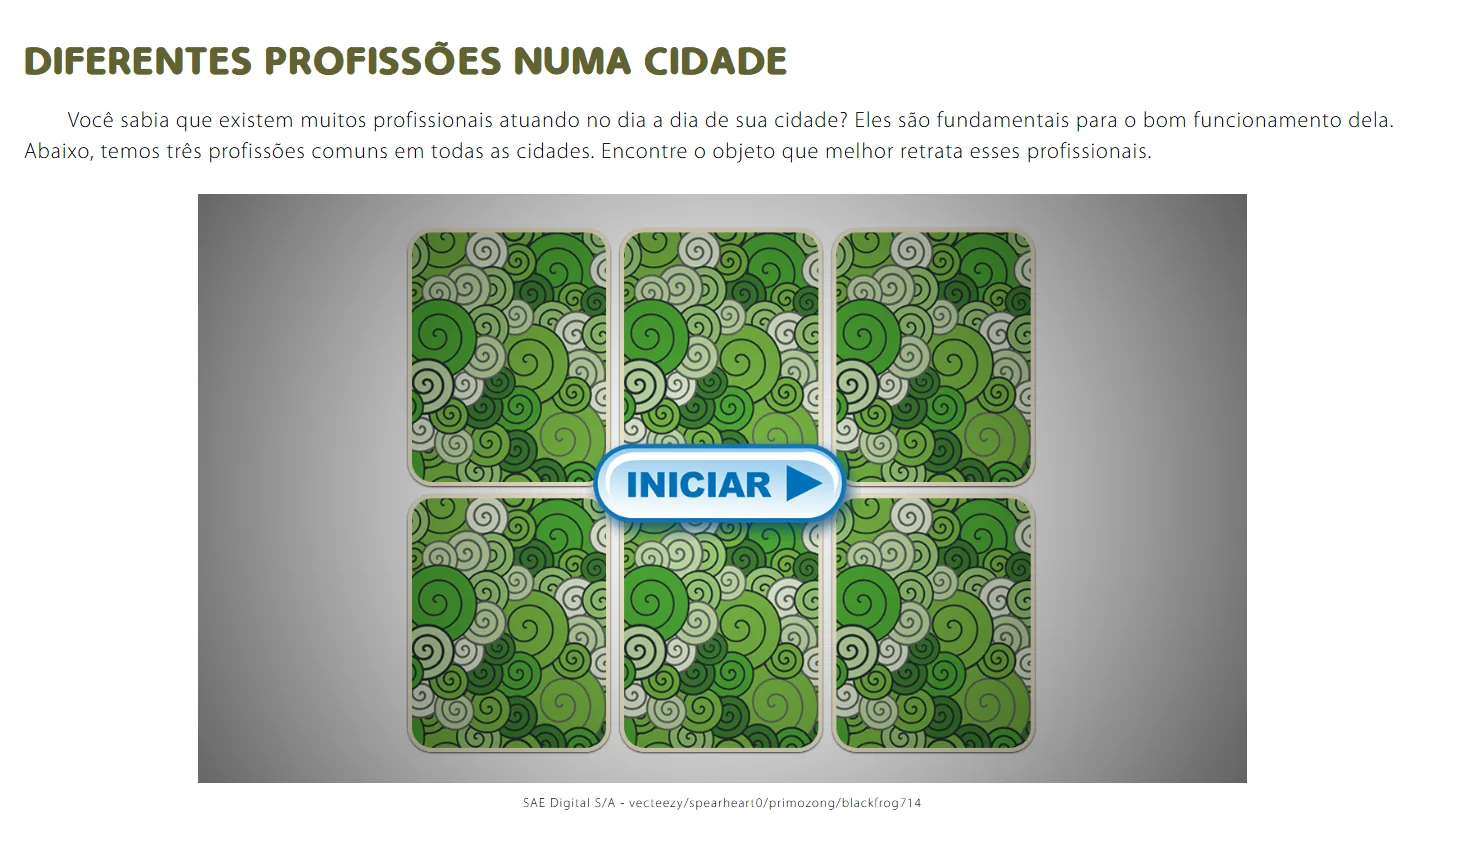 DIFERENTES PROFISSÕES NUMA CIDADE
Você sabia que existem muitos profissionais atuando no dia a dia de sua cidade? Eles são fundamentais para o bom funcionamento dela.
Abaixo, temos três profissões comuns em todas as cidades. Encontre o objeto que melhor retrata esses profissionais.
INICIAR
SAE Digital S/A - vecteezy/spearheart0/primozong/blackfrog714